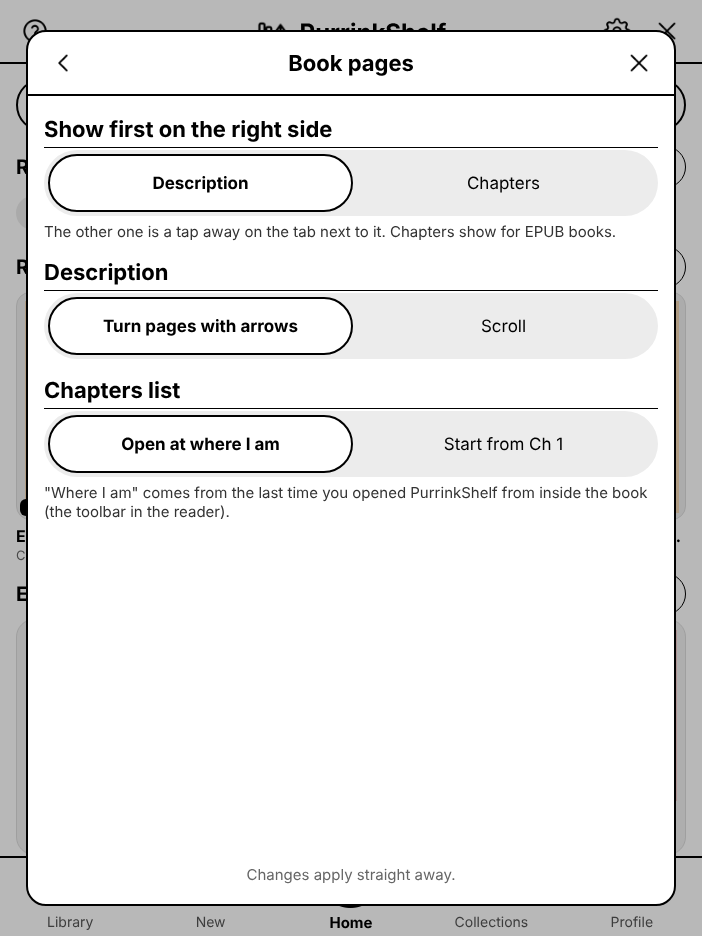 Book pages
Show first on the right side
Description
Chapters
The other one is a tap away on the tab next to it. Chapters show for EPUB books.
Description
Turn pages with arrows
Scroll
Chapters list
Open at where I am
Start from Ch 1
"Where I am" comes from the last time you opened PurrinkShelf from inside the book
(the toolbar in the reader).
Changes apply straight away.
Library
New
Home
Collections
Profile